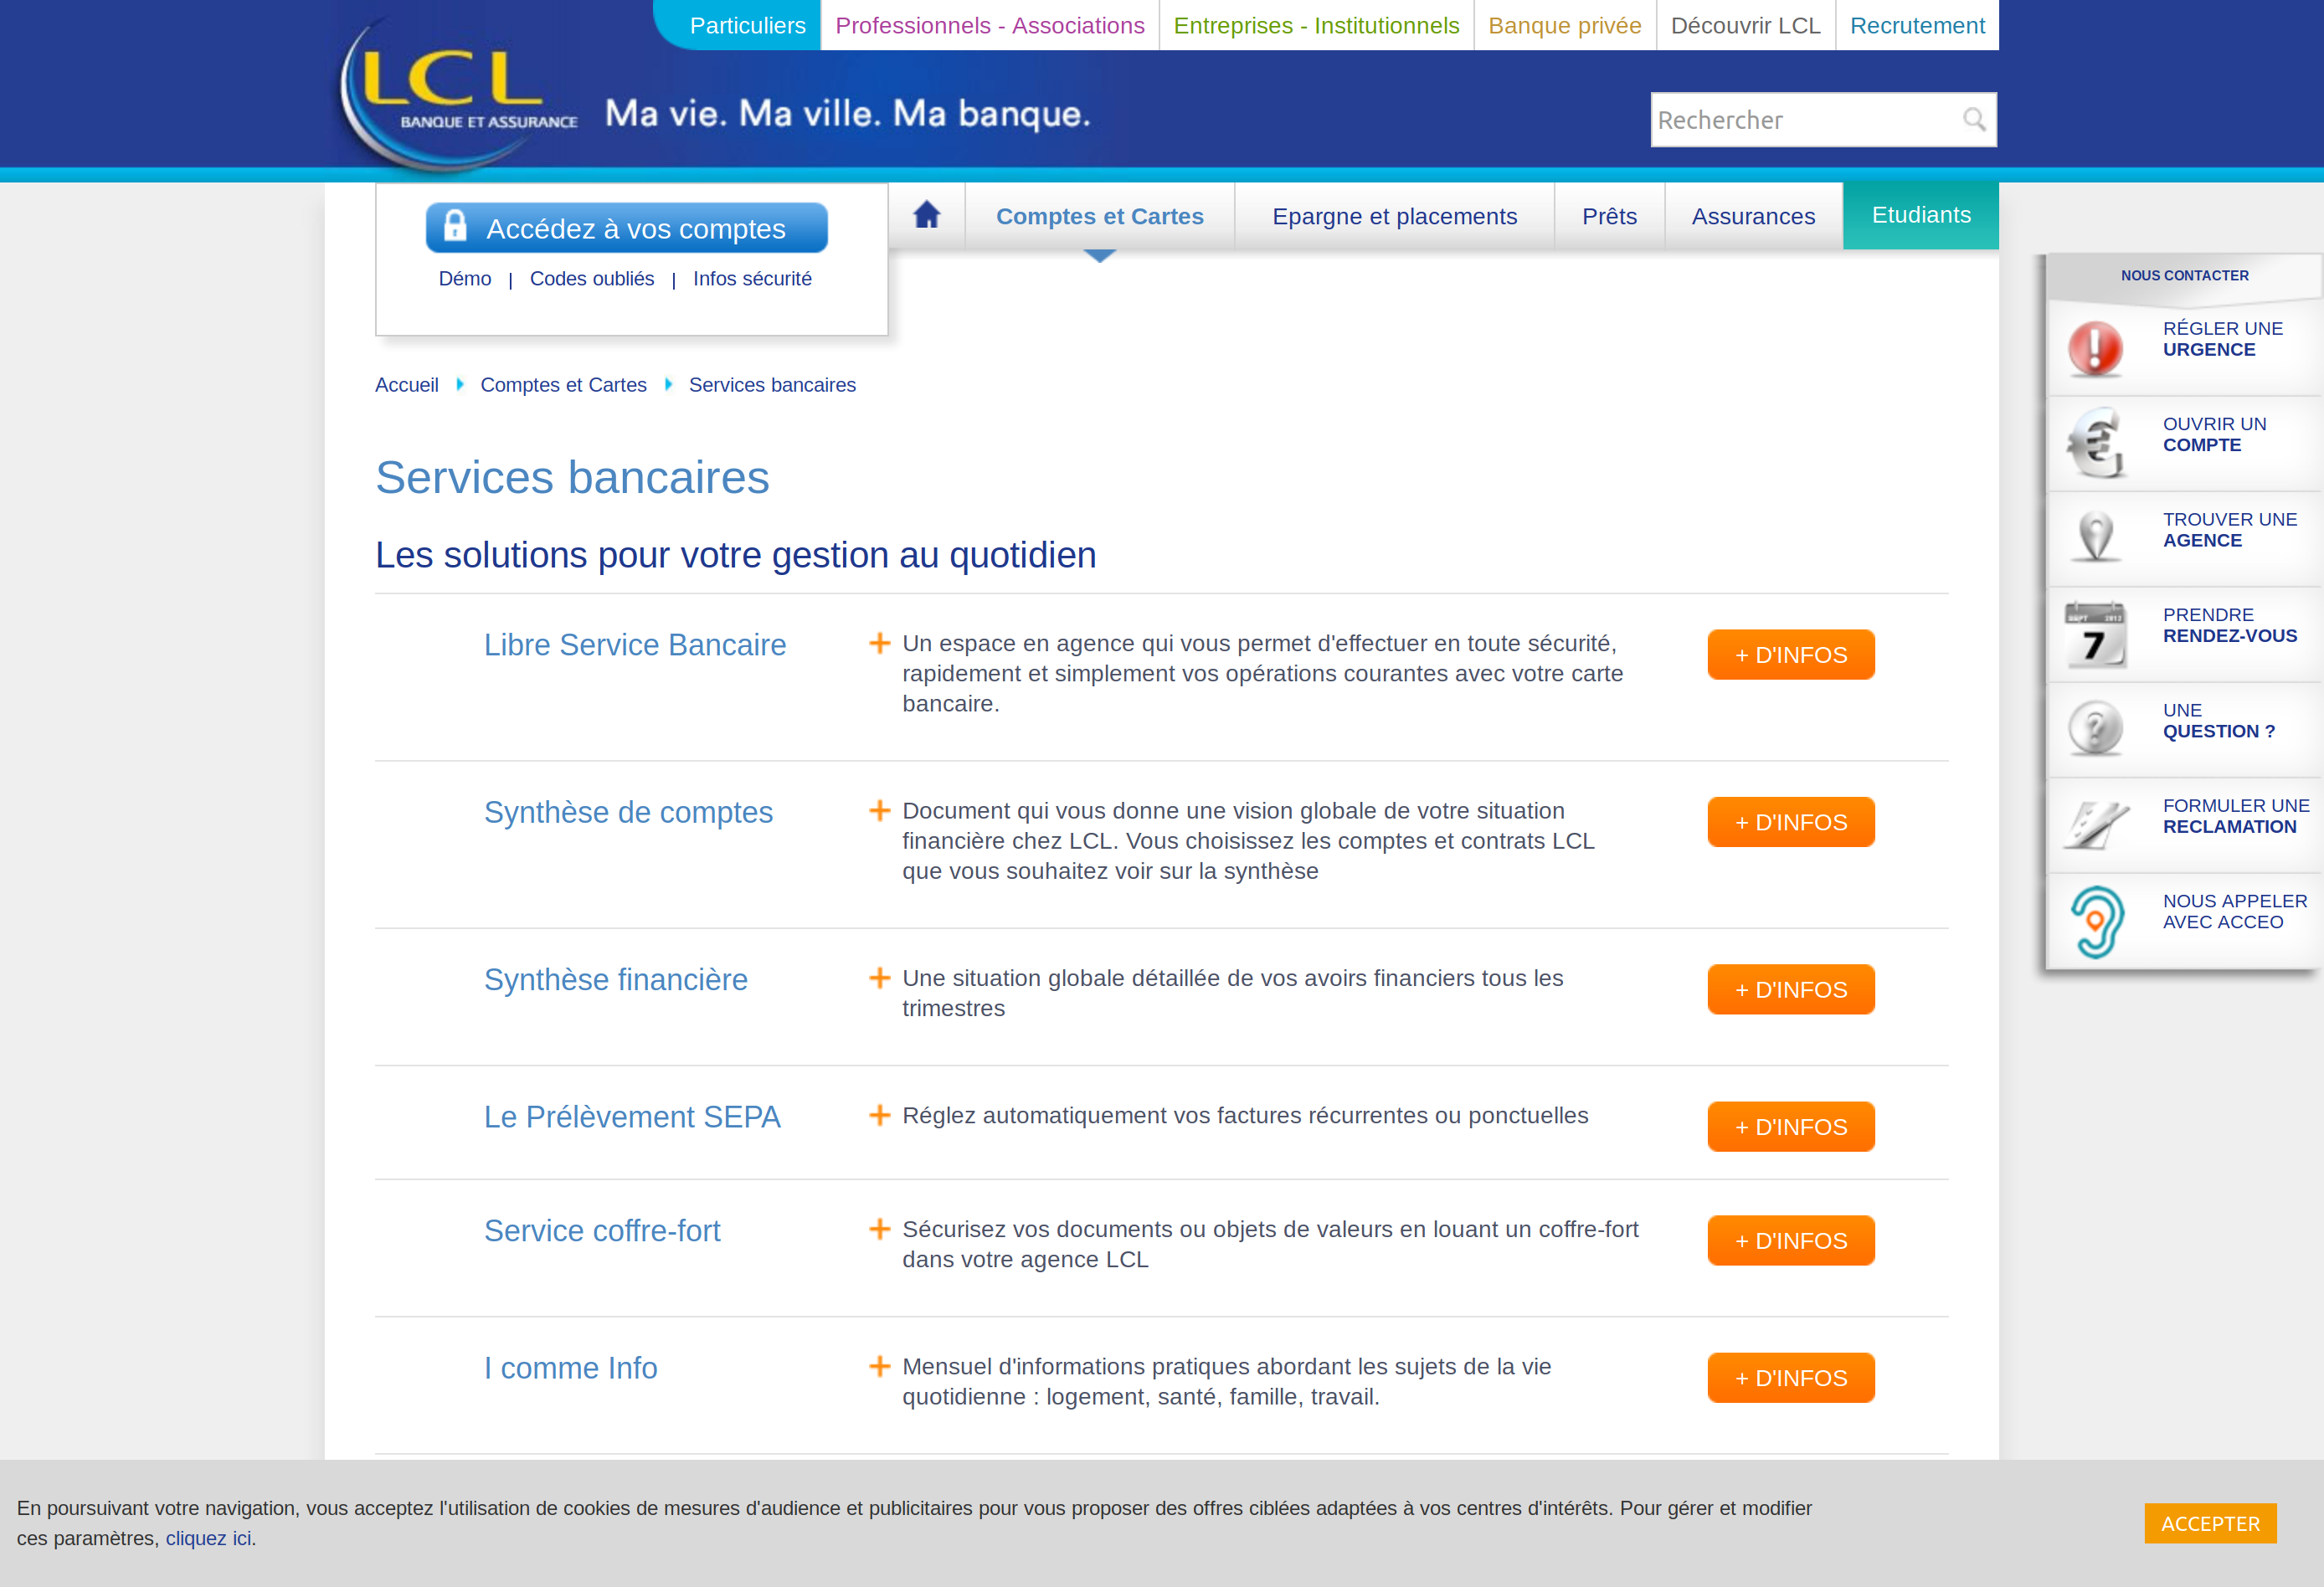 Particuliers
Professionnels - Associations
Entreprises - Institutionnels
Banque privée
Découvrir LCL
Recrutement
LCL
BANQUE ET ASSURANCE
Ma vie. Ma ville. Ma banque.
Rechercher
Accédez à vos comptes
Démo | Codes oubliés | Infos sécurité
Comptes et Cartes
Epargne et placements
Prêts
Assurances
Etudiants
Accueil
Comptes et Cartes
Services bancaires
Services bancaires
Les solutions pour votre gestion au quotidien
Libre Service Bancaire
Un espace en agence qui vous permet d'effectuer en toute sécurité,
rapidement et simplement vos opérations courantes avec votre carte
bancaire.
+ D'INFOS
Synthèse de comptes
Document qui vous donne une vision globale de votre situation
financière chez LCL. Vous choisissez les comptes et contrats LCL
que vous souhaitez voir sur la synthèse
+ D'INFOS
Synthèse financière
Une situation globale détaillée de vos avoirs financiers tous les
trimestres
+ D'INFOS
Le Prélèvement SEPA
Réglez automatiquement vos factures récurrentes ou ponctuelles
+ D'INFOS
Service coffre-fort
Sécurisez vos documents ou objets de valeurs en louant un coffre-fort
dans votre agence LCL
+ D'INFOS
I comme Info
Mensuel d'informations pratiques abordant les sujets de la vie
quotidienne : logement, santé, famille, travail.
+ D'INFOS
NOUS CONTACTER
RÉGLER UNE
URGENCE
OUVRIR UN
COMPTE
TROUVER UNE
AGENCE
SEPT 2012
7
PRENDRE
RENDEZ-VOUS
UNE
QUESTION ?
FORMULER UNE
RECLAMATION
NOUS APPELER
AVEC ACCEO
En poursuivant votre navigation, vous acceptez l'utilisation de cookies de mesures d'audience et publicitaires pour vous proposer des offres ciblées adaptées à vos centres d'intérêts. Pour gérer et modifier
ces paramètres, cliquez ici.
ACCEPTER